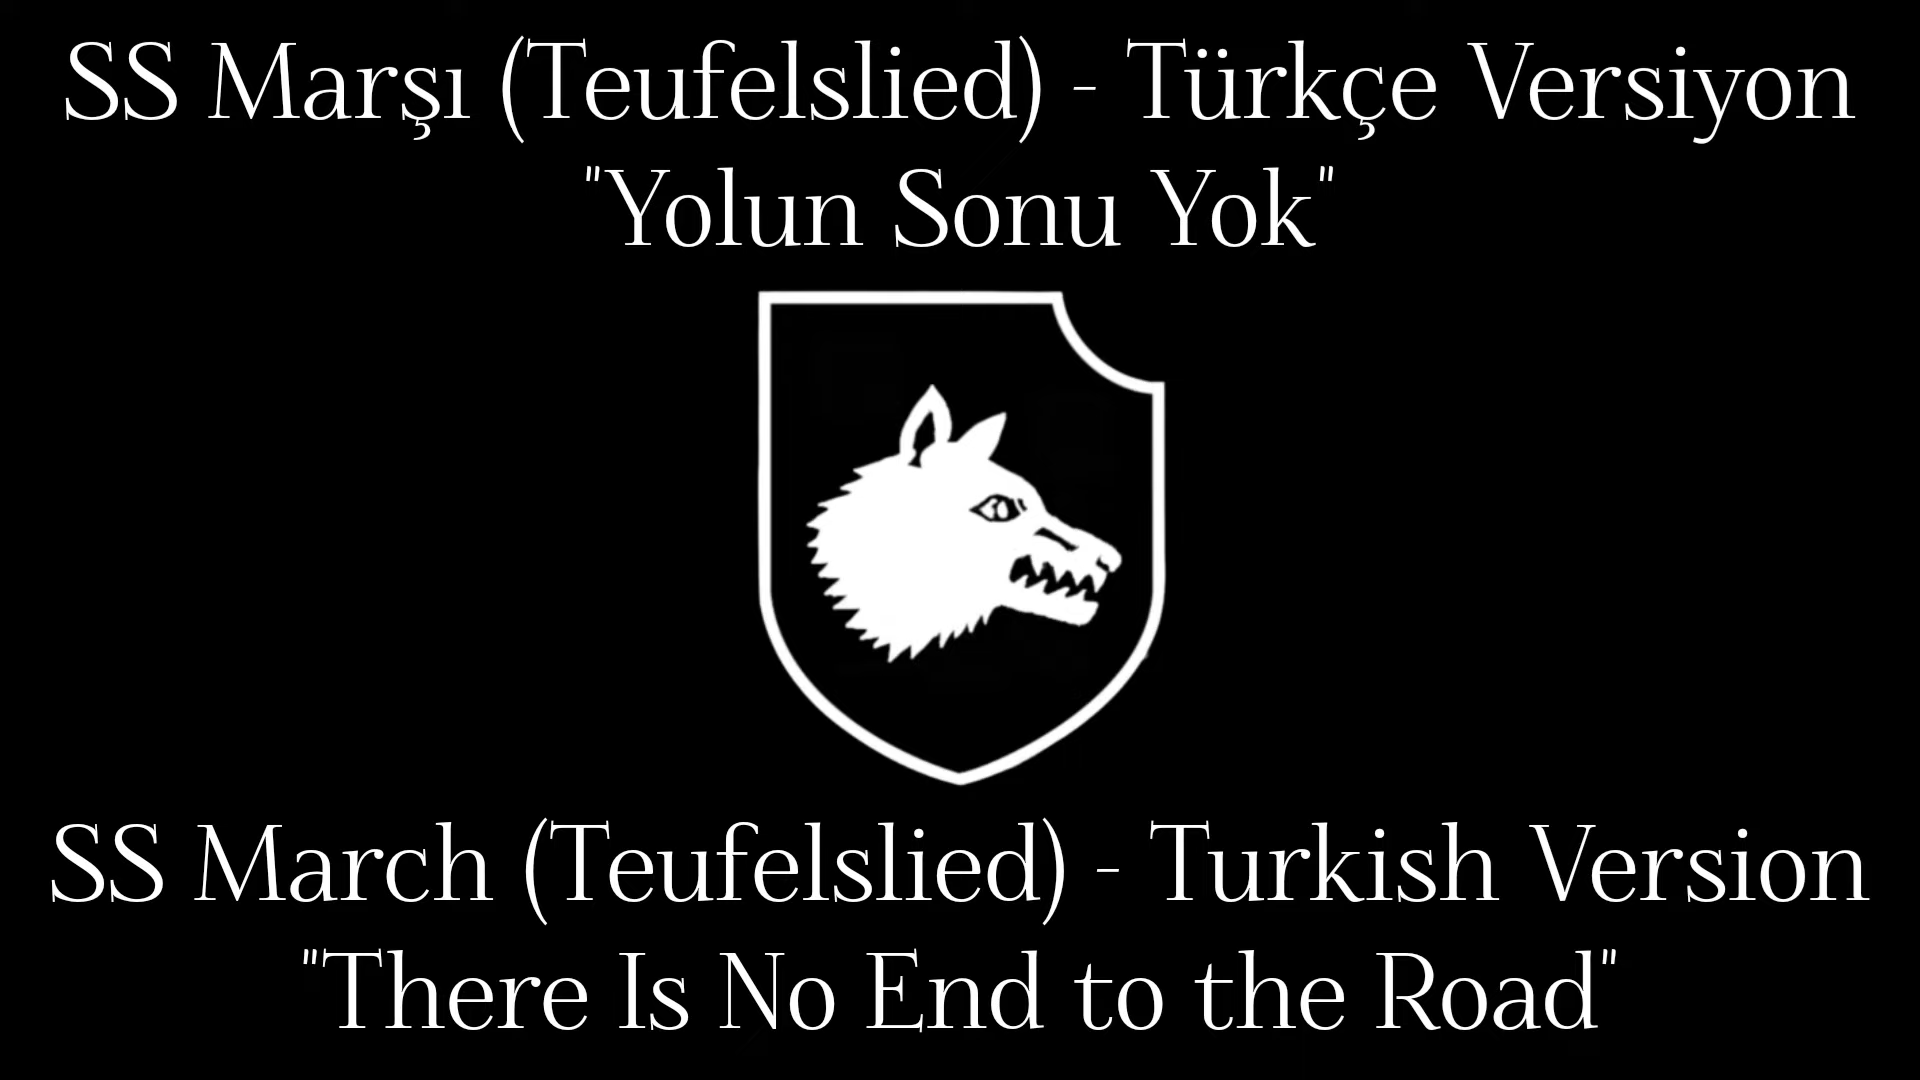 SS Marşı (Teufelslied) - Türkçe Versiyon
"Yolun Sonu Yok"
SS March (Teufelslied) - Turkish Version
"There Is No End to the Road"